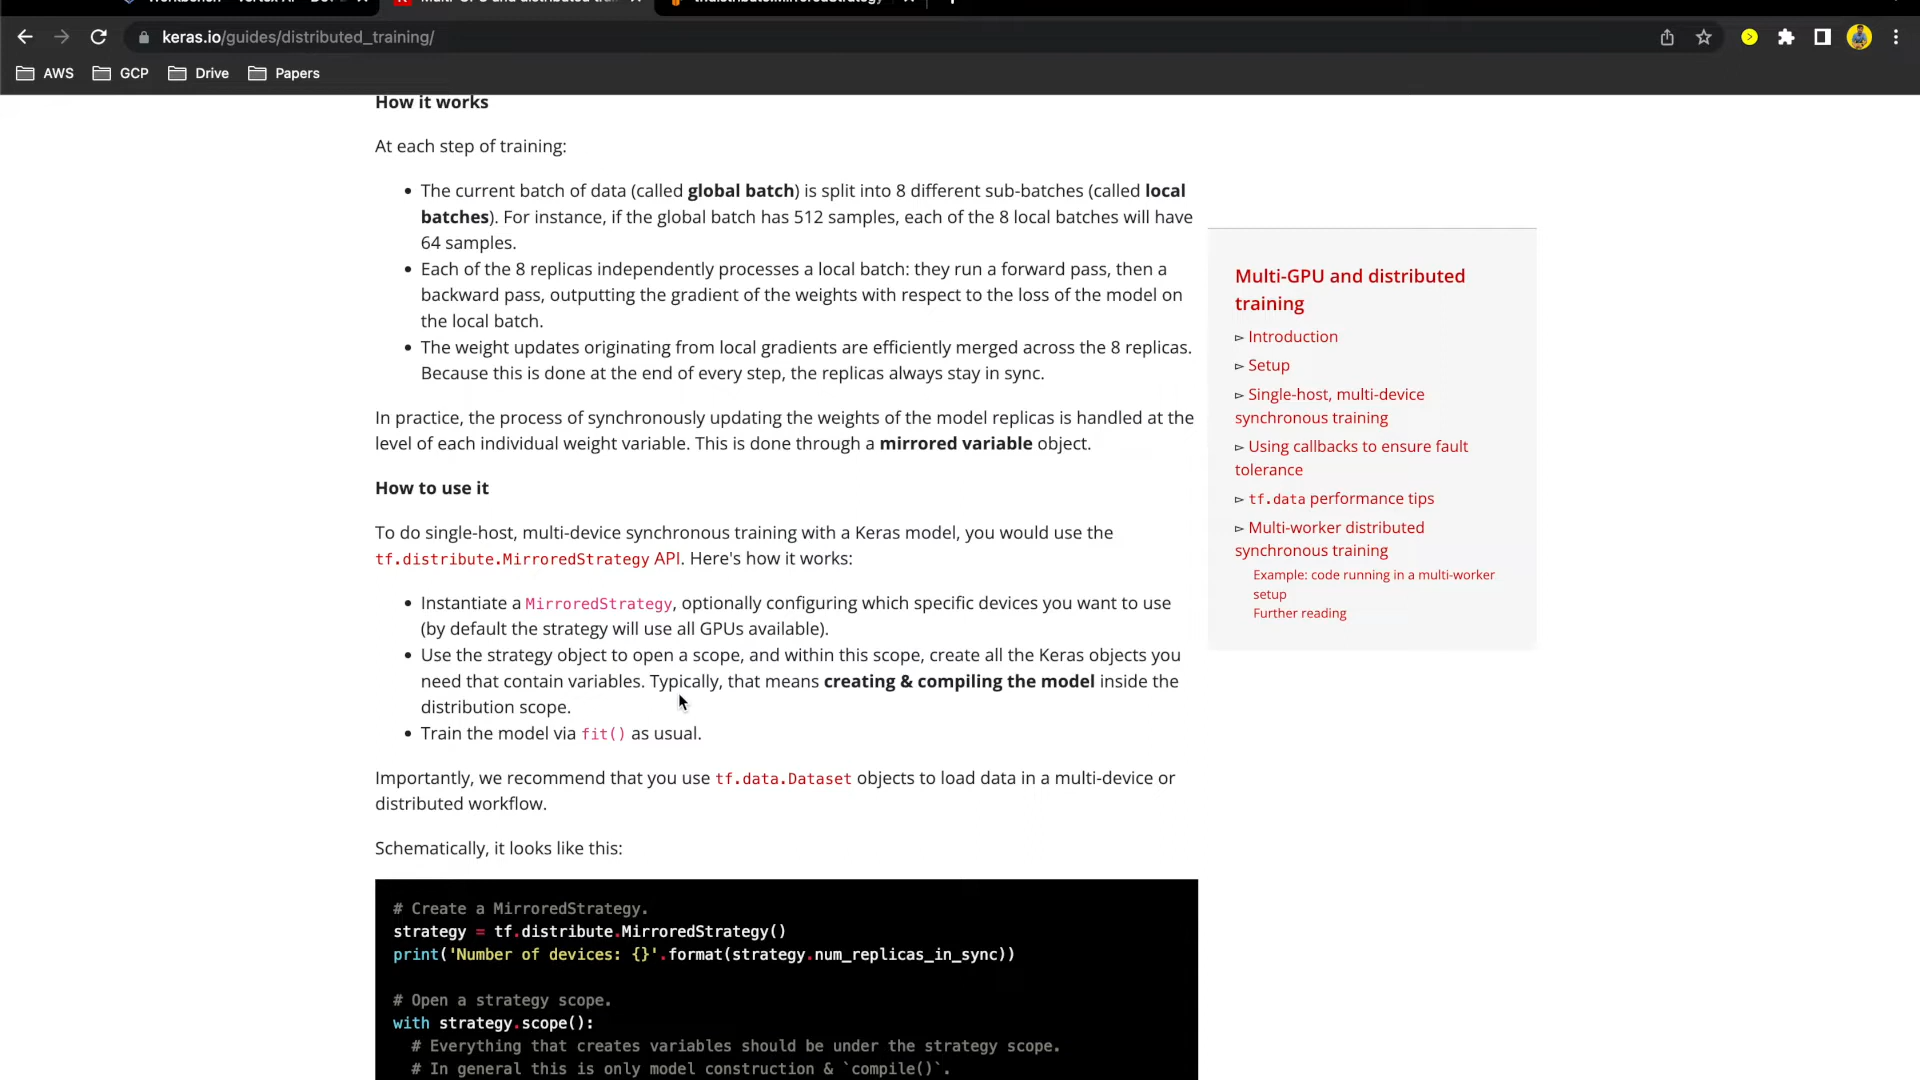 Workbench – Vertex AI – Dev
Multi-GPU and distributed trai
tf.distribute.MirroredStrategy
keras.io/guides/distributed_training/
AWS
GCP
Drive
Papers
How it works
At each step of training:
The current batch of data (called global batch) is split into 8 different sub-batches (called local
batches). For instance, if the global batch has 512 samples, each of the 8 local batches will have
64 samples.
Each of the 8 replicas independently processes a local batch: they run a forward pass, then a
backward pass, outputting the gradient of the weights with respect to the loss of the model on
the local batch.
The weight updates originating from local gradients are efficiently merged across the 8 replicas.
Because this is done at the end of every step, the replicas always stay in sync.
In practice, the process of synchronously updating the weights of the model replicas is handled at the
level of each individual weight variable. This is done through a mirrored variable object.
How to use it
To do single-host, multi-device synchronous training with a Keras model, you would use the
tf.distribute.MirroredStrategy API. Here's how it works:
Instantiate a MirroredStrategy, optionally configuring which specific devices you want to use
(by default the strategy will use all GPUs available).
Use the strategy object to open a scope, and within this scope, create all the Keras objects you
need that contain variables. Typically, that means creating & compiling the model inside the
distribution scope.
Train the model via fit() as usual.
Importantly, we recommend that you use tf.data.Dataset objects to load data in a multi-device or
distributed workflow.
Schematically, it looks like this:
# Create a MirroredStrategy.
strategy = tf.distribute.MirroredStrategy()
print('Number of devices: {}'.format(strategy.num_replicas_in_sync))
# Open a strategy scope.
with strategy.scope():
# Everything that creates variables should be under the strategy scope.
# In general this is only model construction & `compile()`.
Multi-GPU and distributed
training
▻ Introduction
▻ Setup
▻ Single-host, multi-device
synchronous training
▻ Using callbacks to ensure fault
tolerance
▻ tf.data performance tips
▻ Multi-worker distributed
synchronous training
Example: code running in a multi-worker
setup
Further reading